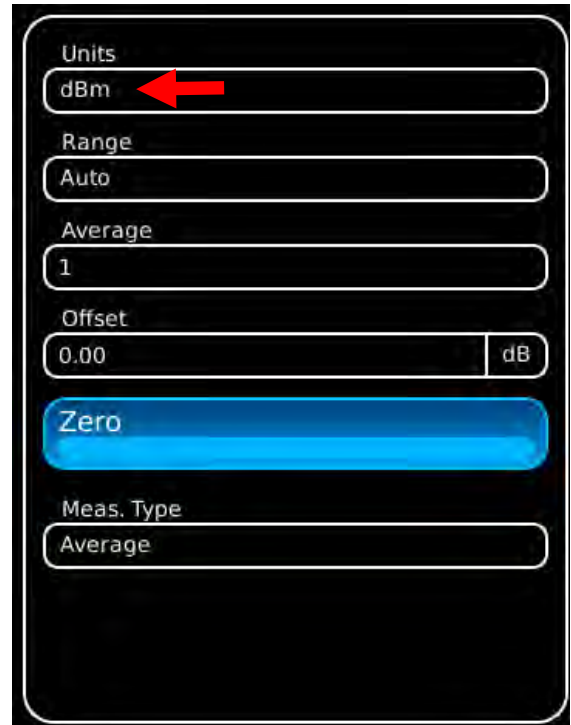 Units
dBm
Range
Auto
Average
1
Offset
0.00 dB
Zero
Meas. Type
Average